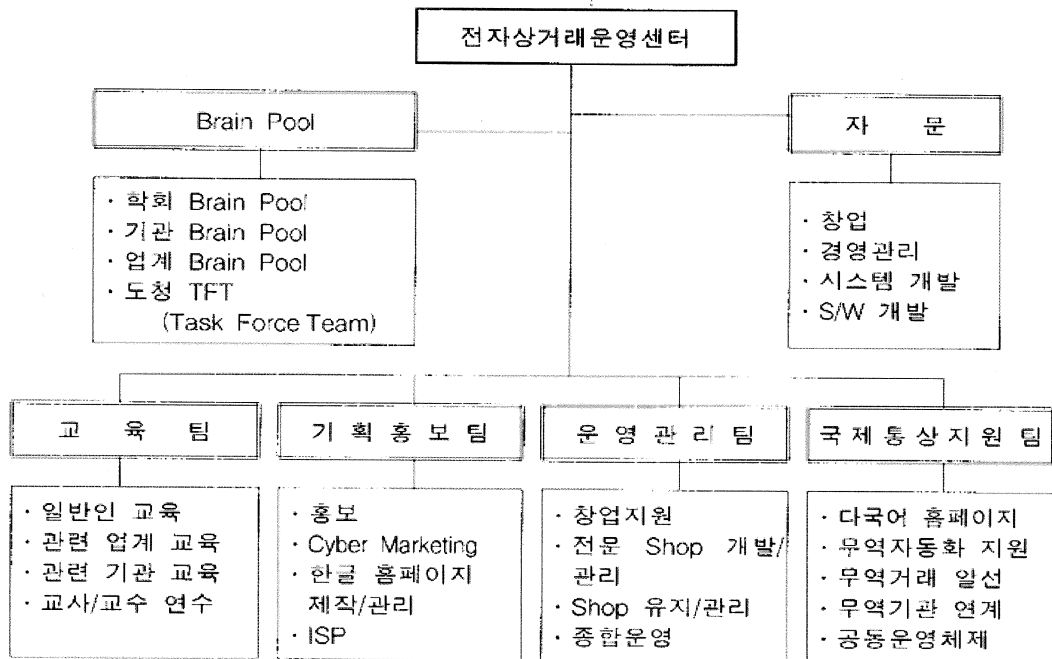 전자상거래운영센터
Brain Pool
자 문
· 학회 Brain Pool
· 기관 Brain Pool
· 업계 Brain Pool
· 도청 TFT
(Task Force Team)
· 창업
· 경영관리
· 시스템 개발
· S/W 개발
교 육 팀
기 획 홍 보 팀
운 영 관 리 팀
국 제 통 상 지 원 팀
· 일반인 교육
· 관련 업계 교육
· 관련 기관 교육
· 교사/교수 연수
· 홍보
· Cyber Marketing
· 한글 홈페이지
제작/관리
· ISP
· 창업지원
· 전문 Shop 개발/
관리
· Shop 유지/관리
· 종합운영
· 다국어 홈페이지
· 무역자동화 지원
· 무역거래 알선
· 무역기관 연계
· 공동운영체제